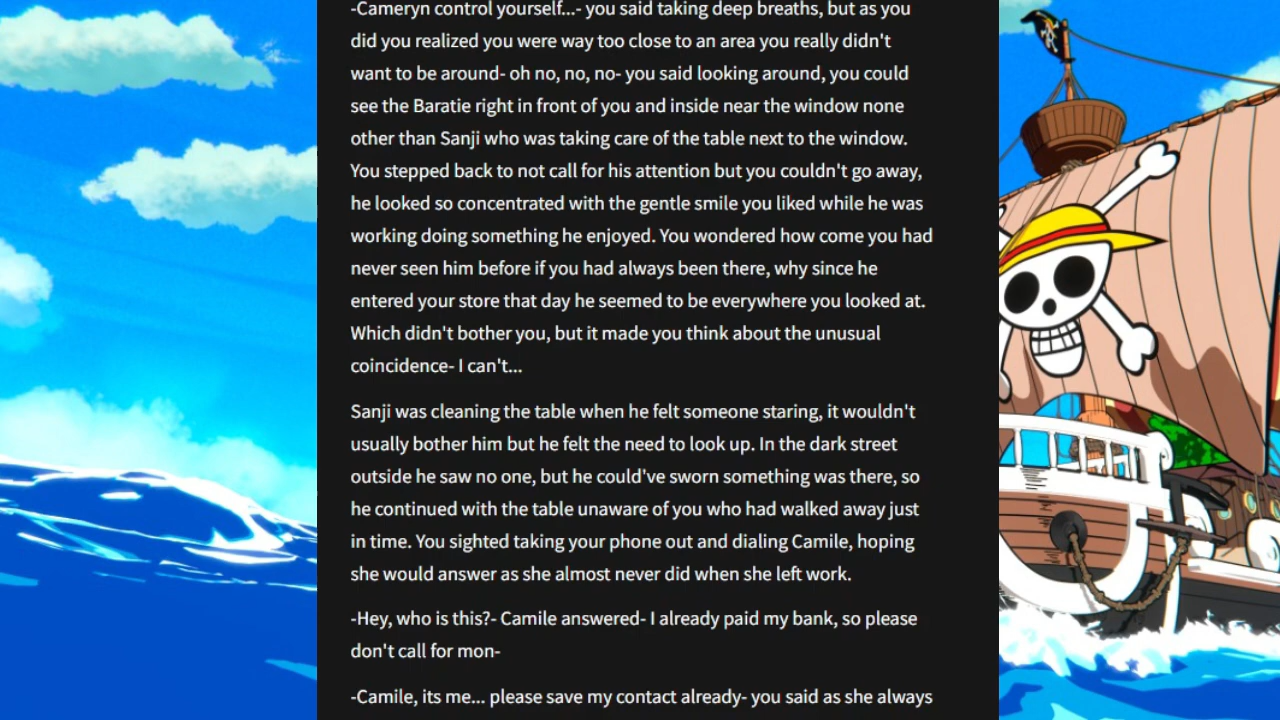 -Cameryn control yourself...- you said taking deep breaths, but as you
did you realized you were way too close to an area you really didn't
want to be around- oh no, no, no- you said looking around, you could
see the Baratie right in front of you and inside near the window none
other than Sanji who was taking care of the table next to the window.
You stepped back to not call for his attention but you couldn't go away,
he looked so concentrated with the gentle smile you liked while he was
working doing something he enjoyed. You wondered how come you had
never seen him before if you had always been there, why since he
entered your store that day he seemed to be everywhere you looked at.
Which didn't bother you, but it made you think about the unusual
coincidence- I can't...
Sanji was cleaning the table when he felt someone staring, it wouldn't
usually bother him but he felt the need to look up. In the dark street
outside he saw no one, but he could've sworn something was there, so
he continued with the table unaware of you who had walked away just
in time. You sighted taking your phone out and dialing Camile, hoping
she would answer as she almost never did when she left work.
-Hey, who is this?- Camile answered- I already paid my bank, so please
don't call for mon-
-Camile, its me... please save my contact already- you said as she always